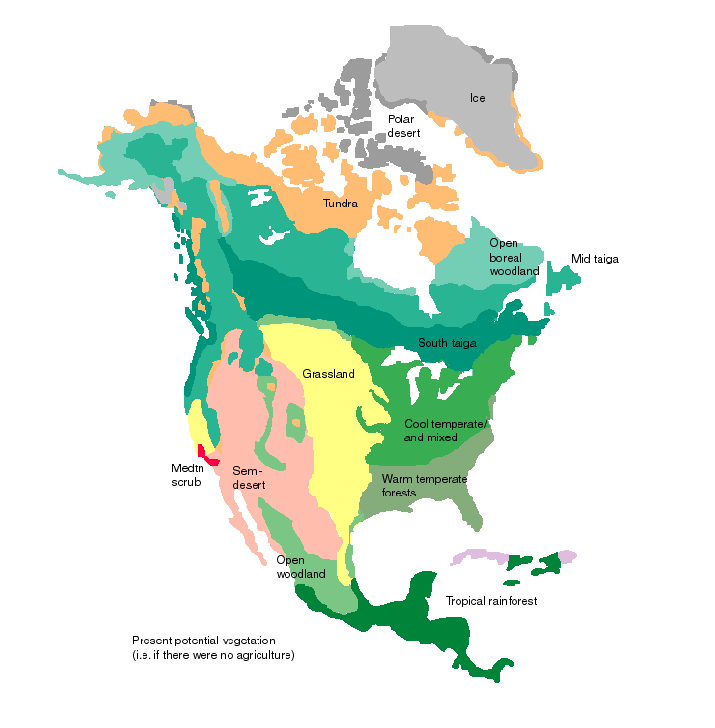 Ice
Polar
desert
Tundra
Open
boreal
woodland
Mid taiga
South taiga
Grassland
Cool temperate/
and mixed
Medtn
scrub
Semi-
desert
Warm temperate
forests
Open
woodland
Tropical rainforest
Present potential vegetation
(i.e. if there were no agriculture)